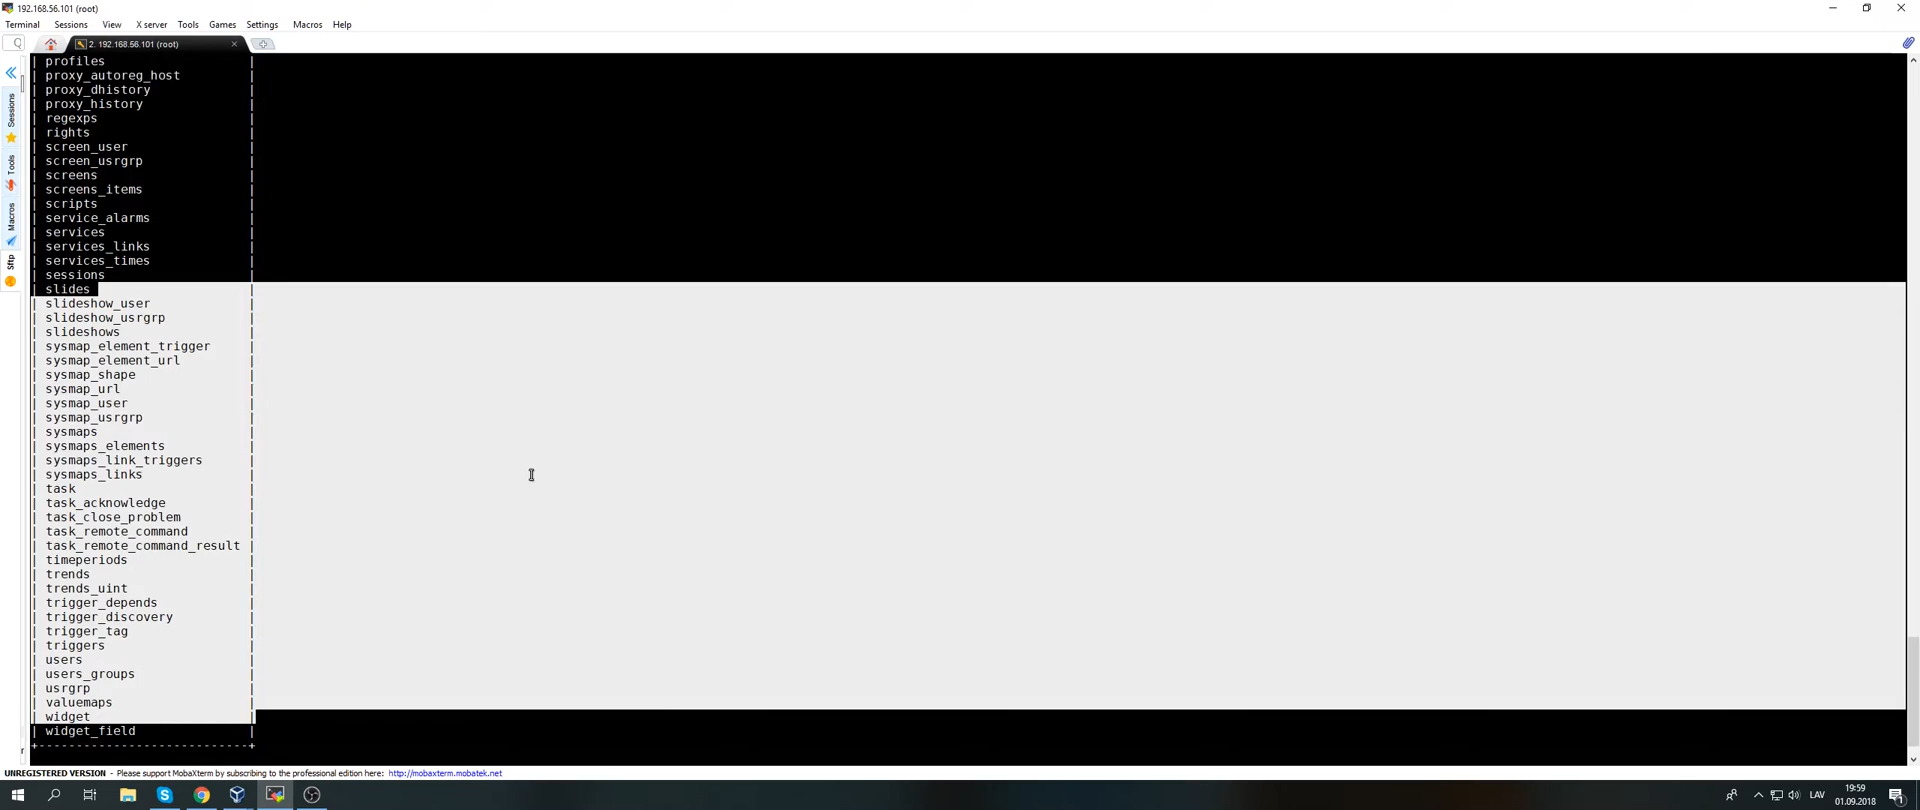 192.168.56.101 (root)
Terminal Sessions View X server Tools Games Settings Macros Help
2. 192.168.56.101 (root)
Sessions
Tools
Macros
Sftp
| profiles |
| proxy_autoreg_host |
| proxy_dhistory |
| proxy_history |
| regexps |
| rights |
| screen_user |
| screen_usrgrp |
| screens |
| screens_items |
| scripts |
| service_alarms |
| services |
| services_links |
| services_times |
| sessions |
| slides |
| slideshow_user |
| slideshow_usrgrp |
| slideshows |
| sysmap_element_trigger |
| sysmap_element_url |
| sysmap_shape |
| sysmap_url |
| sysmap_user |
| sysmap_usrgrp |
| sysmaps |
| sysmaps_elements |
| sysmaps_link_triggers |
| sysmaps_links |
| task |
| task_acknowledge |
| task_close_problem |
| task_remote_command |
| task_remote_command_result |
| timeperiods |
| trends |
| trends_uint |
| trigger_depends |
| trigger_discovery |
| trigger_tag |
| triggers |
| users |
| users_groups |
| usrgrp |
| valuemaps |
| widget |
| widget_field |
+----------------------------+
UNREGISTERED VERSION - Please support MobaXterm by subscribing to the professional edition here: http://mobaxterm.mobatek.net
LAV
19:59
01.09.2018